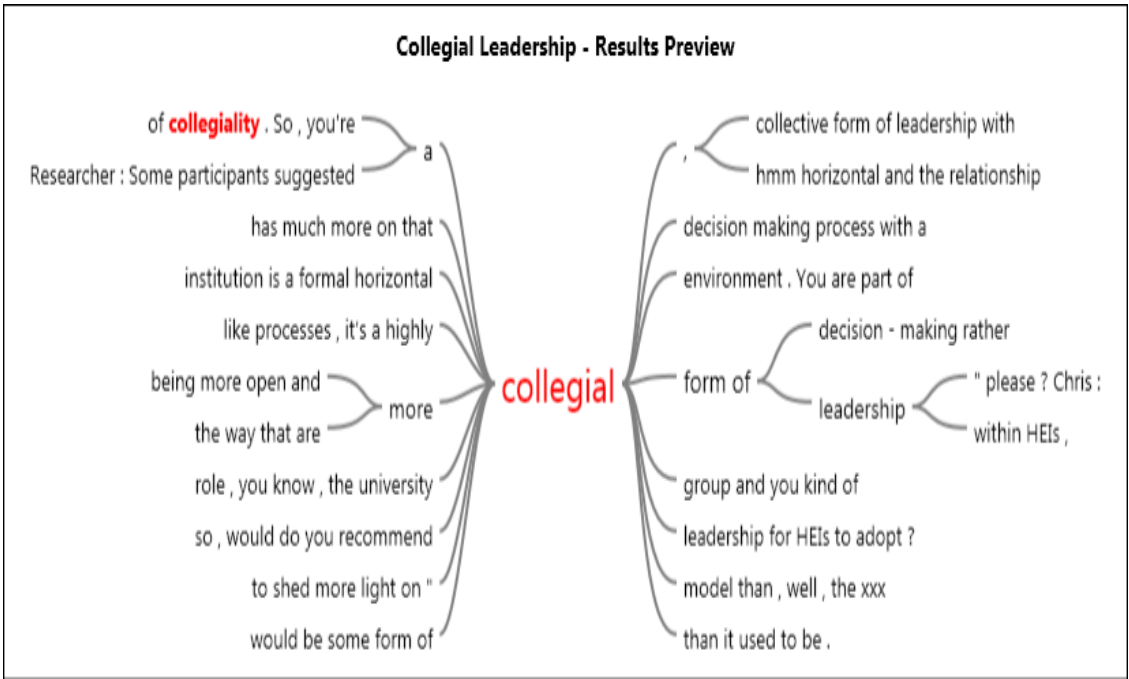 Collegial Leadership - Results Preview
of collegiality . So , you're
Researcher : Some participants suggested
a
has much more on that
institution is a formal horizontal
like processes , it's a highly
being more open and
the way that are
more
role , you know , the university
so , would do you recommend
to shed more light on "
would be some form of
collegial
,
collective form of leadership with
hmm horizontal and the relationship
decision making process with a
environment . You are part of
form of
decision - making rather
leadership
" please ? Chris :
within HEIs ,
group and you kind of
leadership for HEIs to adopt ?
model than , well , the xxx
than it used to be .